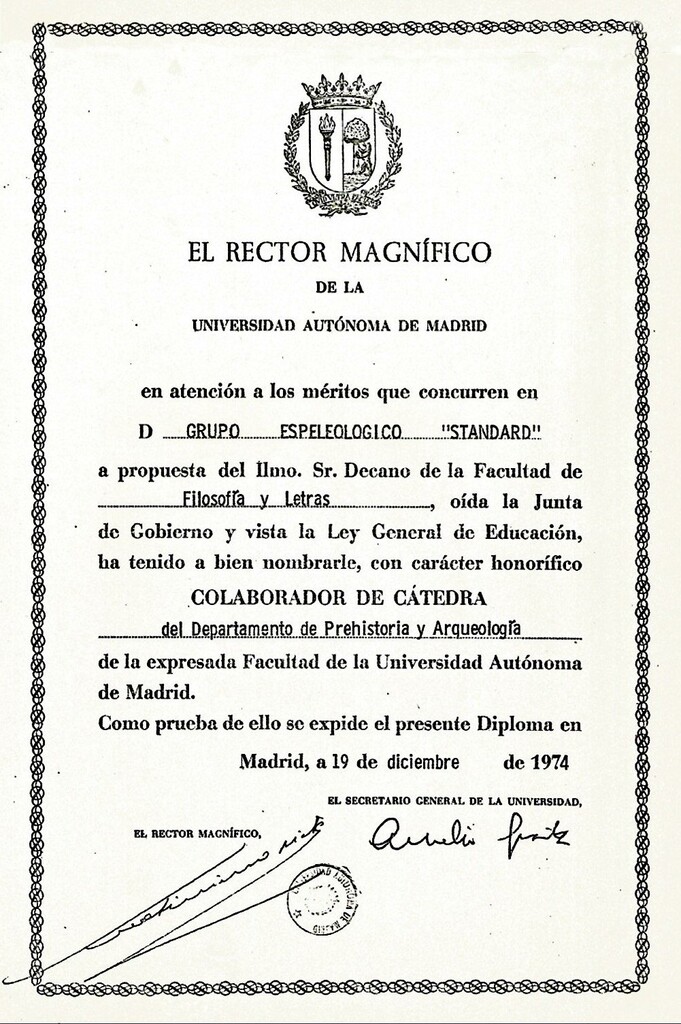 EL RECTOR MAGNÍFICO
DE LA
UNIVERSIDAD AUTÓNOMA DE MADRID
en atención a los méritos que concurren en
D GRUPO ESPELEOLOGICO "STANDARD"
a propuesta del Ilmo. Sr. Decano de la Facultad de
Filosofía y Letras, oída la Junta
de Gobierno y vista la Ley General de Educación,
ha tenido a bien nombrarle, con carácter honorífico
COLABORADOR DE CÁTEDRA
del Departamento de Prehistoria y Arqueología
de la expresada Facultad de la Universidad Autónoma
de Madrid.
Como prueba de ello se expide el presente Diploma en
Madrid, a 19 de diciembre de 1974
EL SECRETARIO GENERAL DE LA UNIVERSIDAD,
EL RECTOR MAGNÍFICO,
UNIVERSIDAD AUTÓNOMA DE MADRID